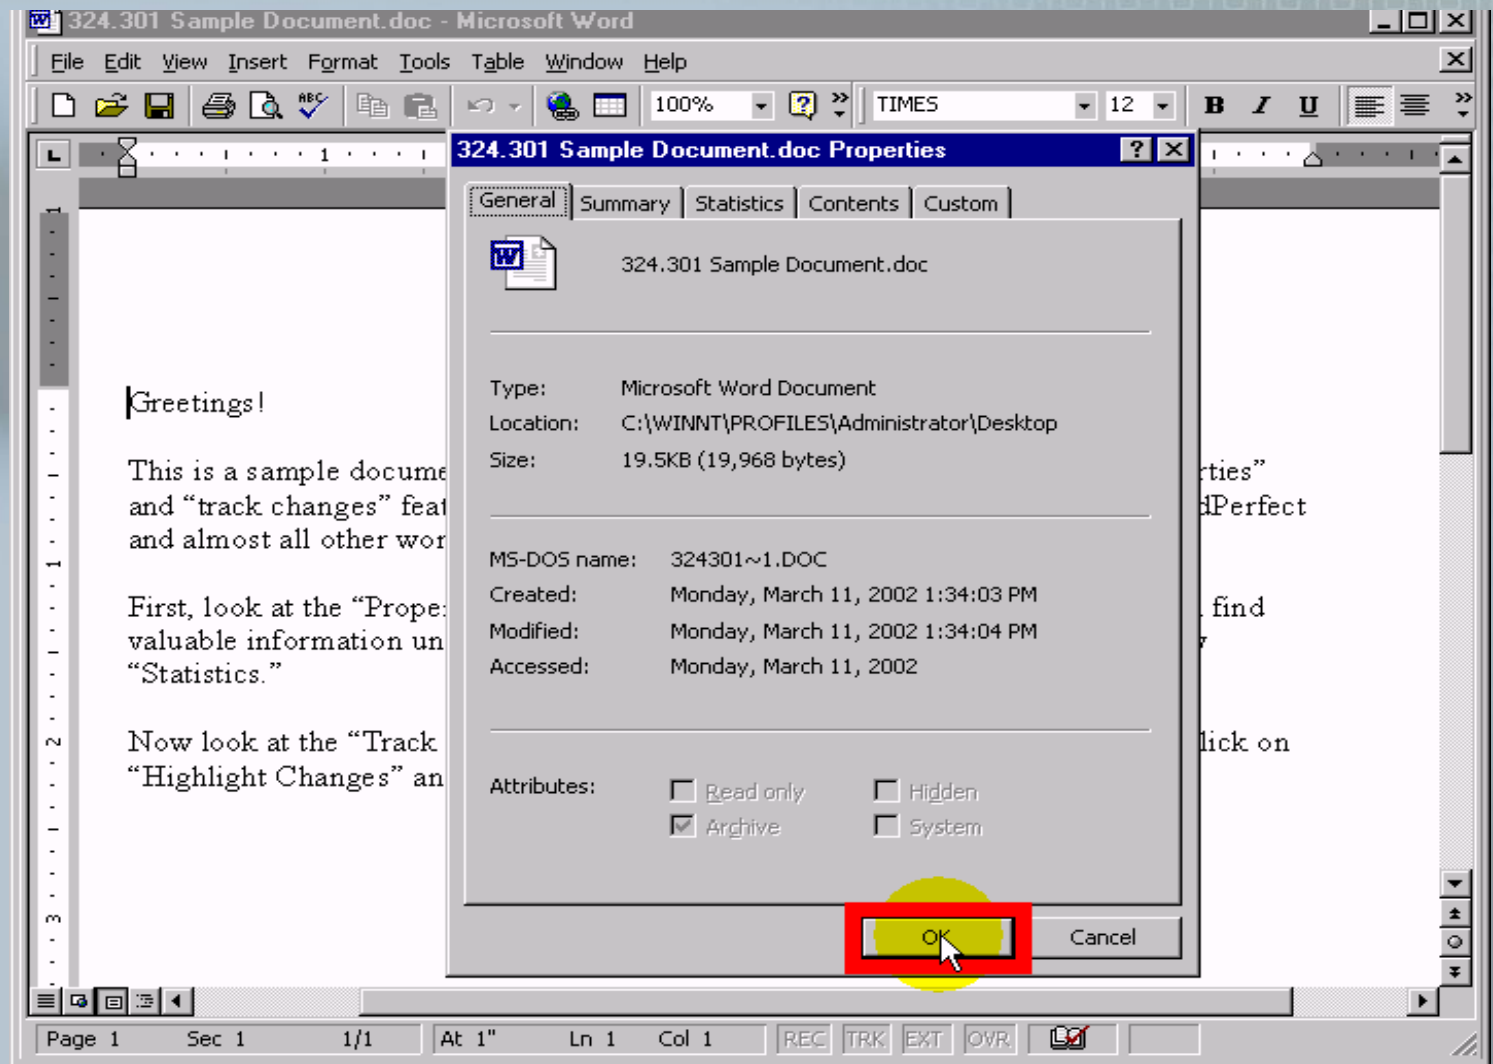 324.301 Sample Document.doc - Microsoft Word
File Edit View Insert Format Tools Table Window Help
ABC 100% TIMES 12 B I U
1
324.301 Sample Document.doc Properties
General Summary Statistics Contents Custom
324.301 Sample Document.doc
Type: Microsoft Word Document
Location: C:\WINNT\PROFILES\Administrator\Desktop
Size: 19.5KB (19,968 bytes)
MS-DOS name: 324301~1.DOC
Created: Monday, March 11, 2002 1:34:03 PM
Modified: Monday, March 11, 2002 1:34:04 PM
Accessed: Monday, March 11, 2002
Attributes: Read only Hidden
Archive System
OK Cancel
Greetings!
This is a sample docume rties”
and “track changes” feat dPerfect
and almost all other wor
First, look at the “Prope find
valuable information un
“Statistics.”
Now look at the “Track lick on
“Highlight Changes” an
1
1
2
3
Page 1 Sec 1 1/1 At 1" Ln 1 Col 1 REC TRK EXT OVR